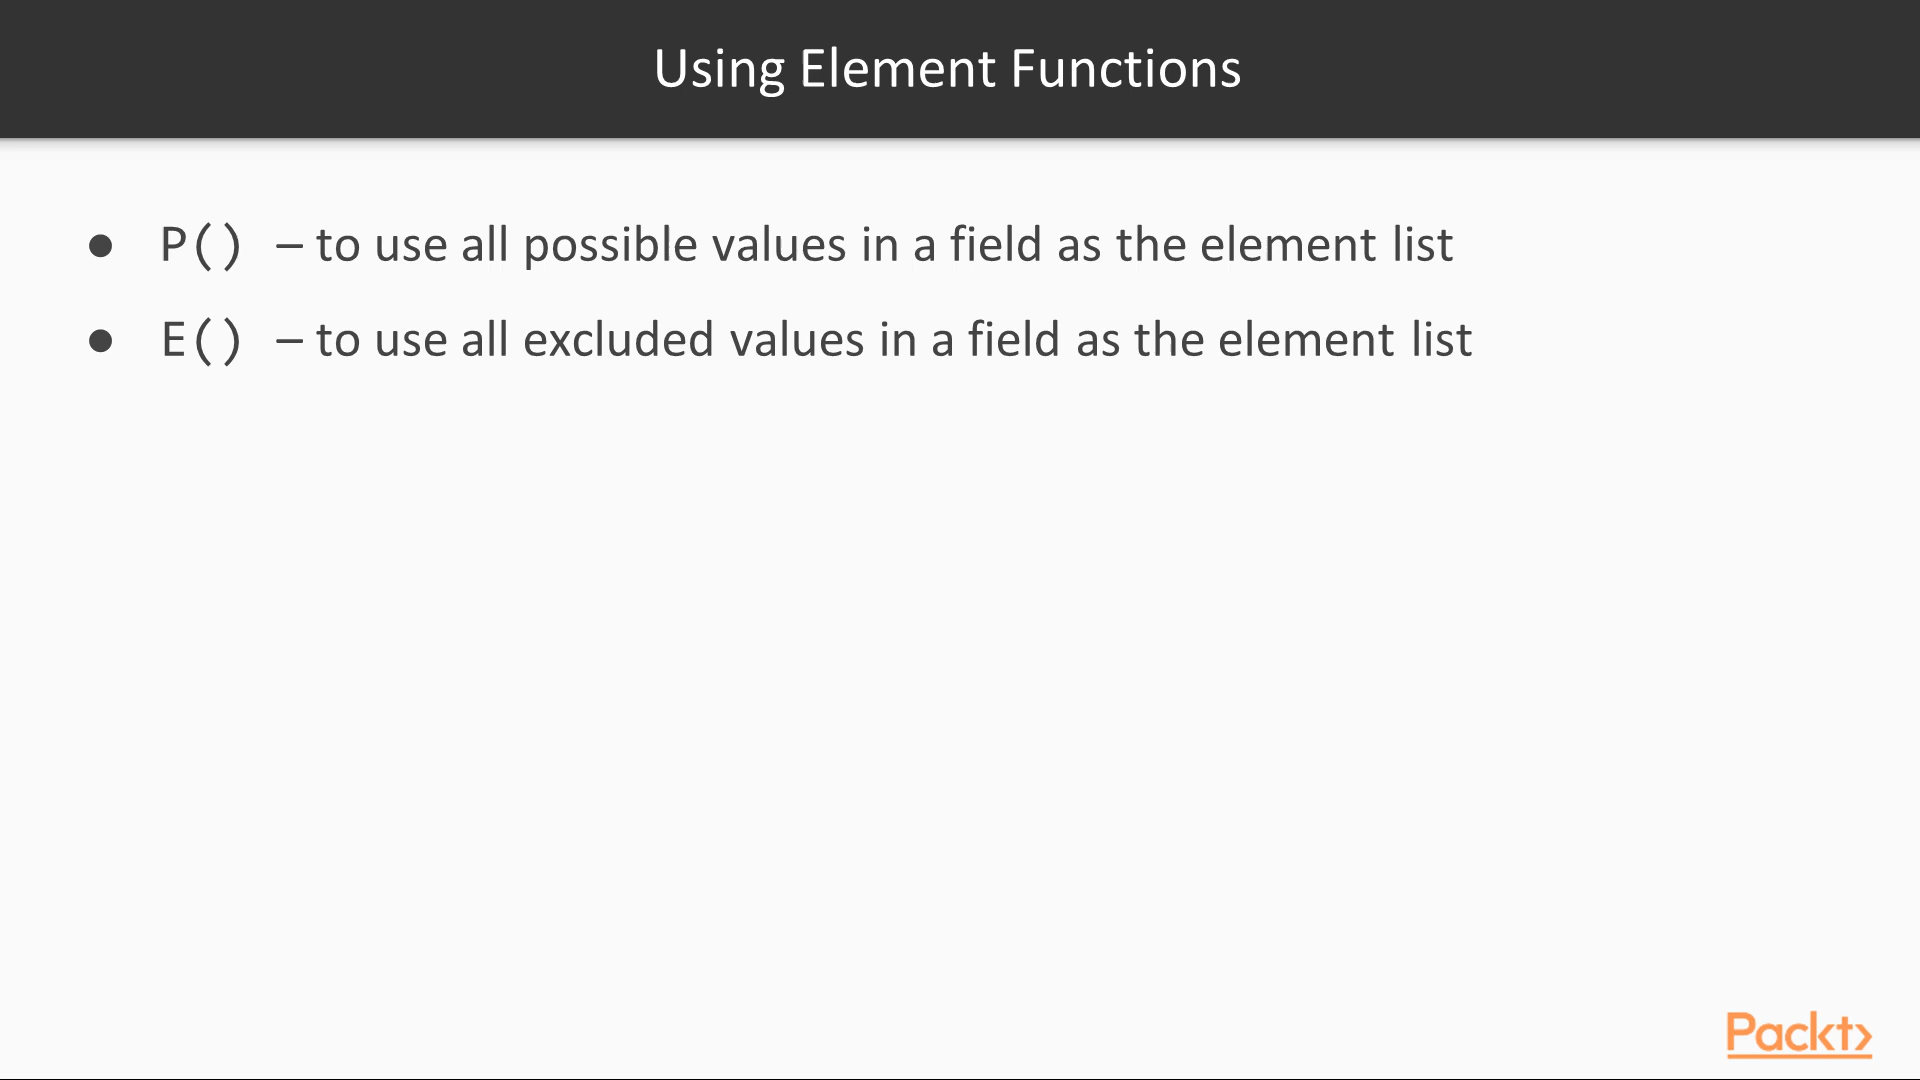 Using Element Functions
● P() – to use all possible values in a field as the element list
● E() – to use all excluded values in a field as the element list
Packt>